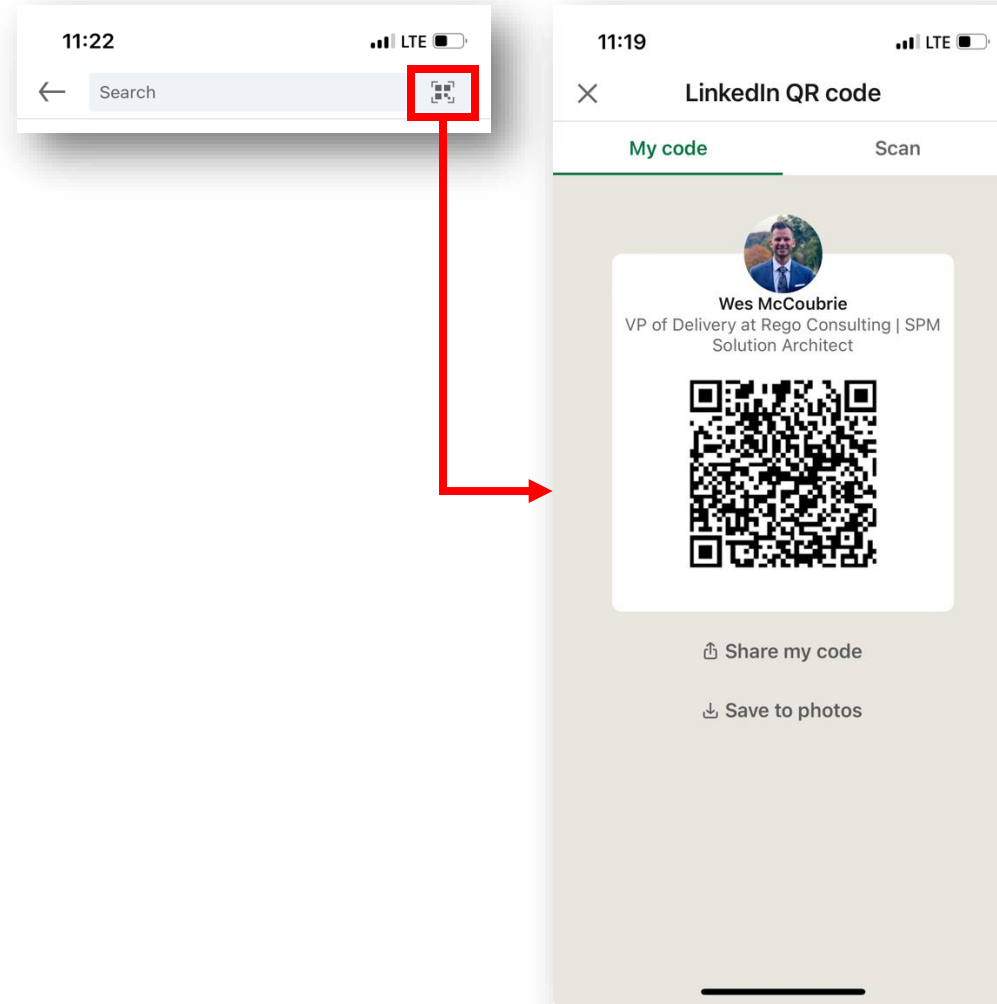 11:22
LTE
Search
11:19
LTE
LinkedIn QR code
My code
Scan
Wes McCoubrie
VP of Delivery at Rego Consulting | SPM
Solution Architect
Share my code
Save to photos